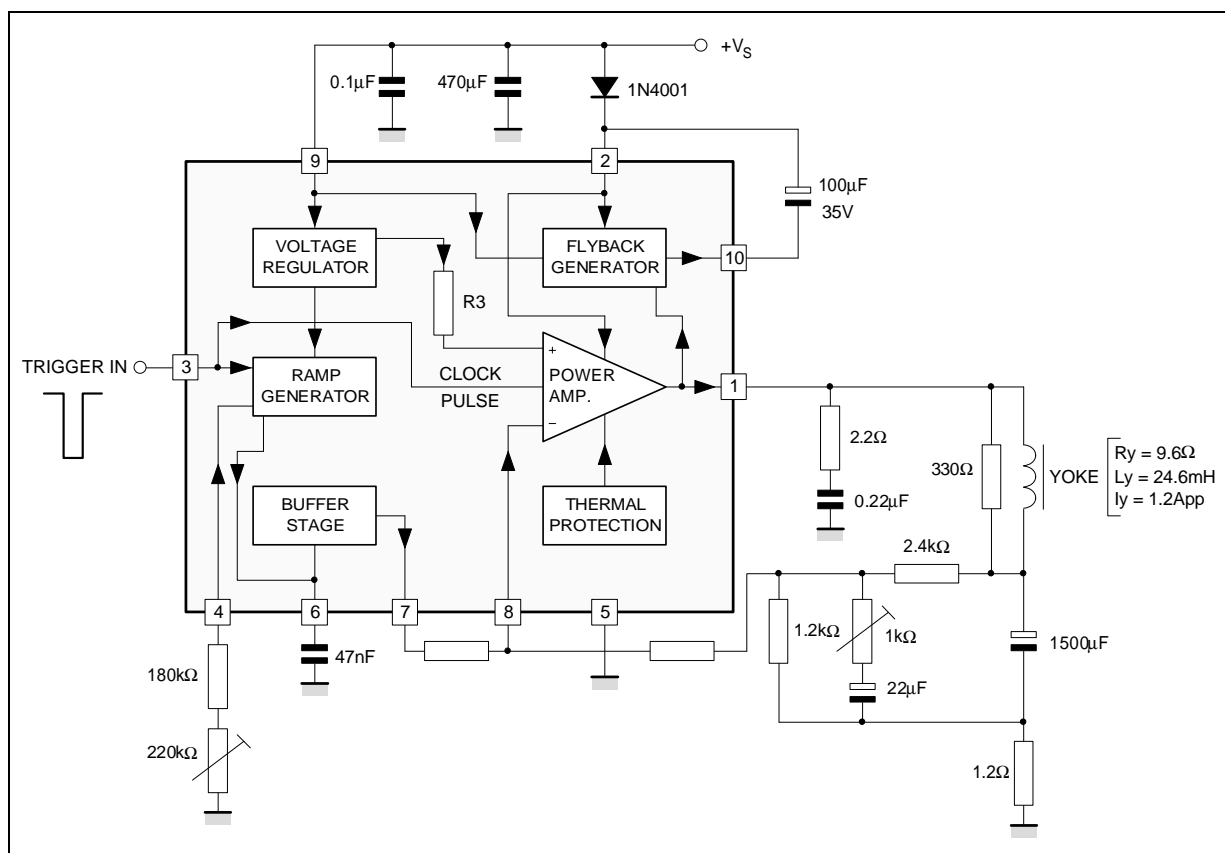 +VS
0.1µF
470µF
1N4001
9
2
100µF
35V
VOLTAGE
REGULATOR
FLYBACK
GENERATOR
10
R3
TRIGGER IN
3
RAMP
GENERATOR
CLOCK
PULSE
+
POWER
AMP.
−
1
2.2Ω
0.22µF
330Ω
YOKE
Ry = 9.6Ω
Ly = 24.6mH
Iy = 1.2App
BUFFER
STAGE
THERMAL
PROTECTION
2.4kΩ
4
6
7
8
5
1.2kΩ
1kΩ
1500µF
47nF
22µF
180kΩ
220kΩ
1.2Ω